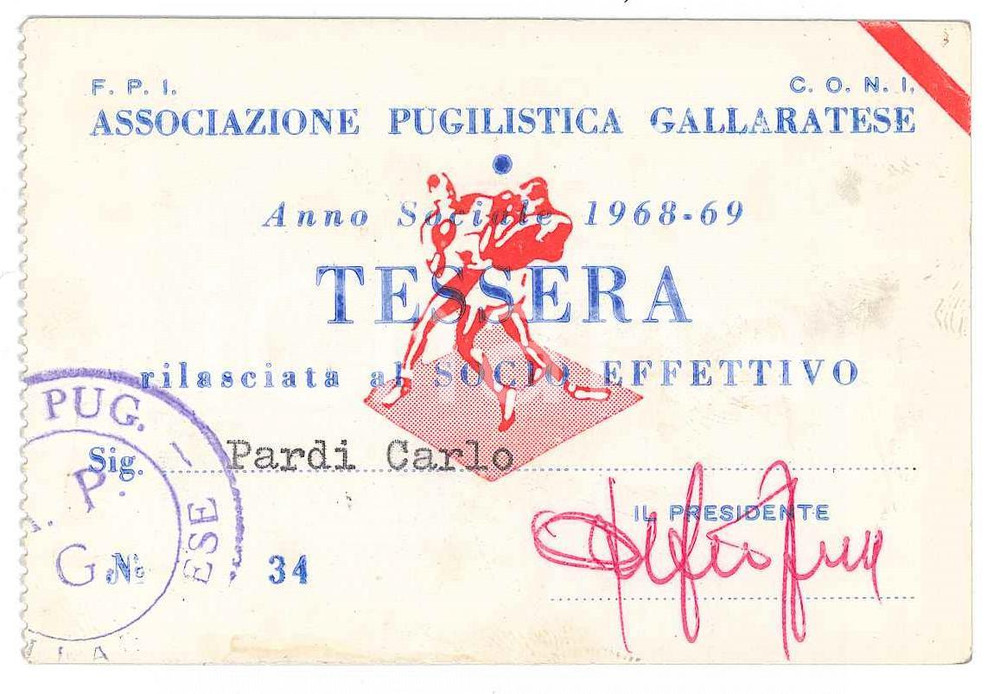 F. P. I. C. O. N. I.
ASSOCIAZIONE PUGILISTICA GALLARATESE
Anno Sociale 1968-69
TESSERA
rilasciata al SOCIO EFFETTIVO
PUG. —
Sig. Pardi Carlo
P.
IL PRESIDENTE
ESE
G.
N. 34